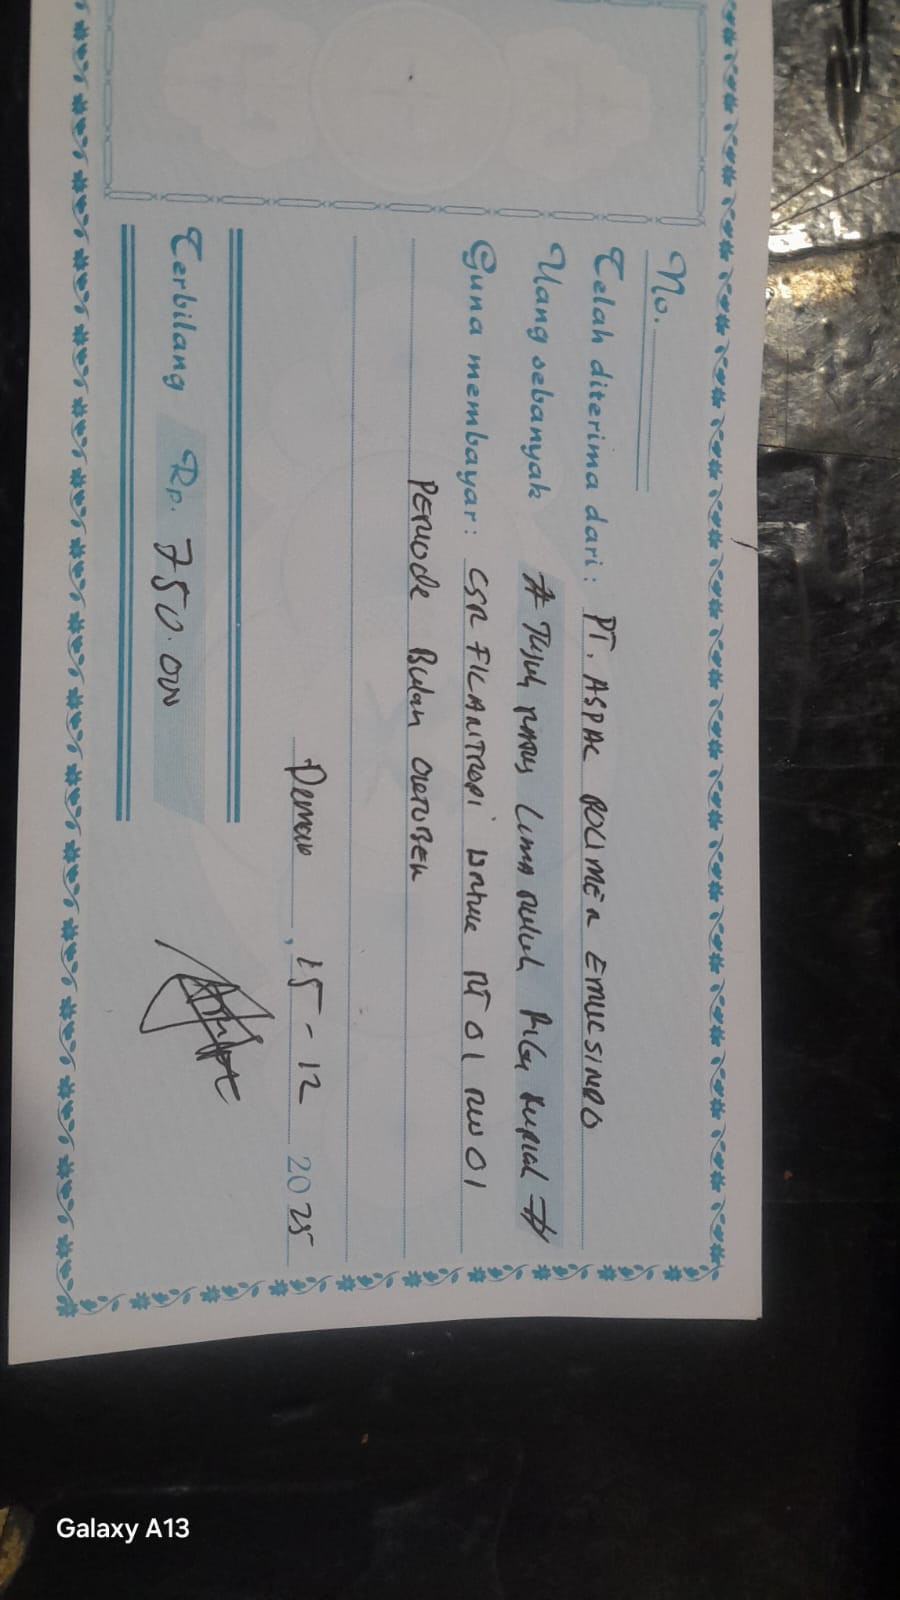 No.
Telah diterima dari: PT. ASPAL POLIMER EMULSINDO
Uang sebanyak # Tujuh ratus Lima puluh Ribu rupiah #
Guna membayar: CSR FILANTROPI untuk RT 01 RW 01
Periode Bulan OKTOBER
Demak, 15-12 2025
Terbilang Rp. 750.000
Galaxy A13